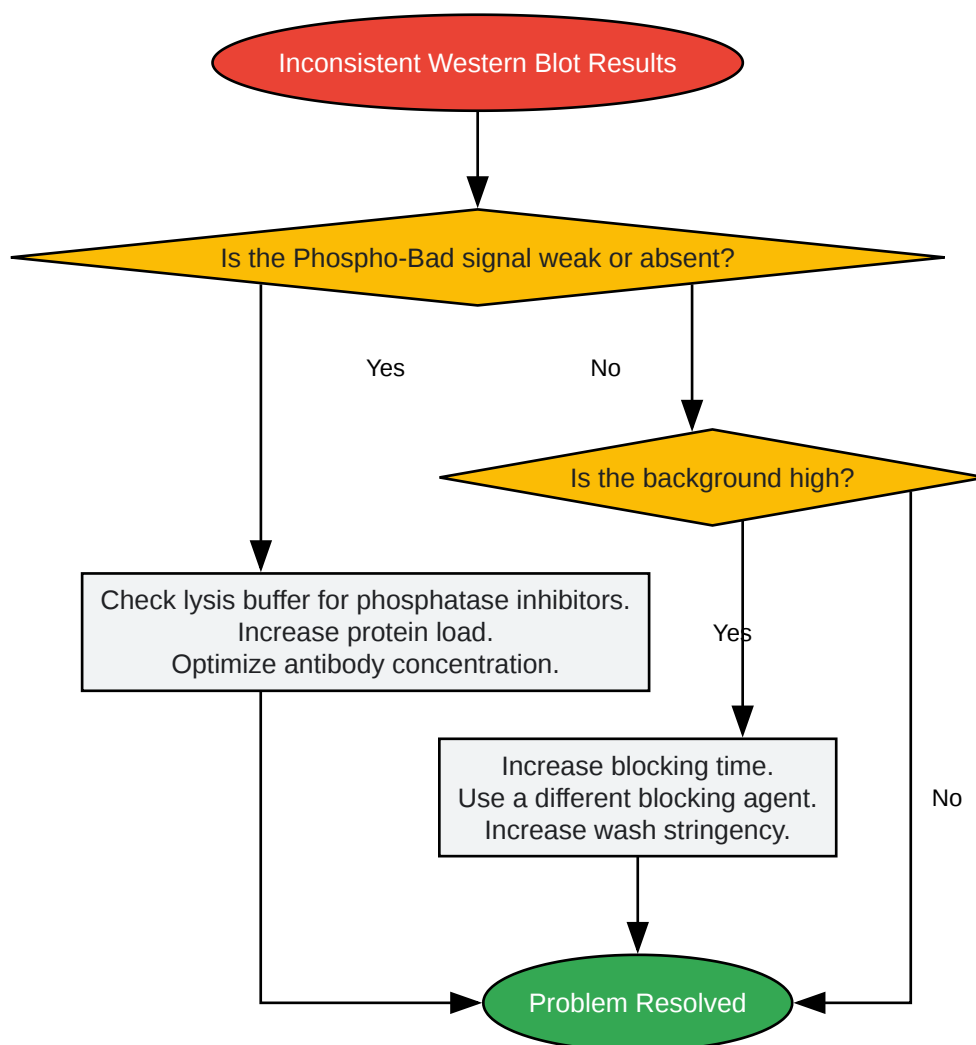 Inconsistent Western Blot Results
Is the Phospho-Bad signal weak or absent?
Yes
No
Is the background high?
Check lysis buffer for phosphatase inhibitors.
Increase protein load.
Optimize antibody concentration.
Yes
Increase blocking time.
Use a different blocking agent.
Increase wash stringency.
No
Problem Resolved